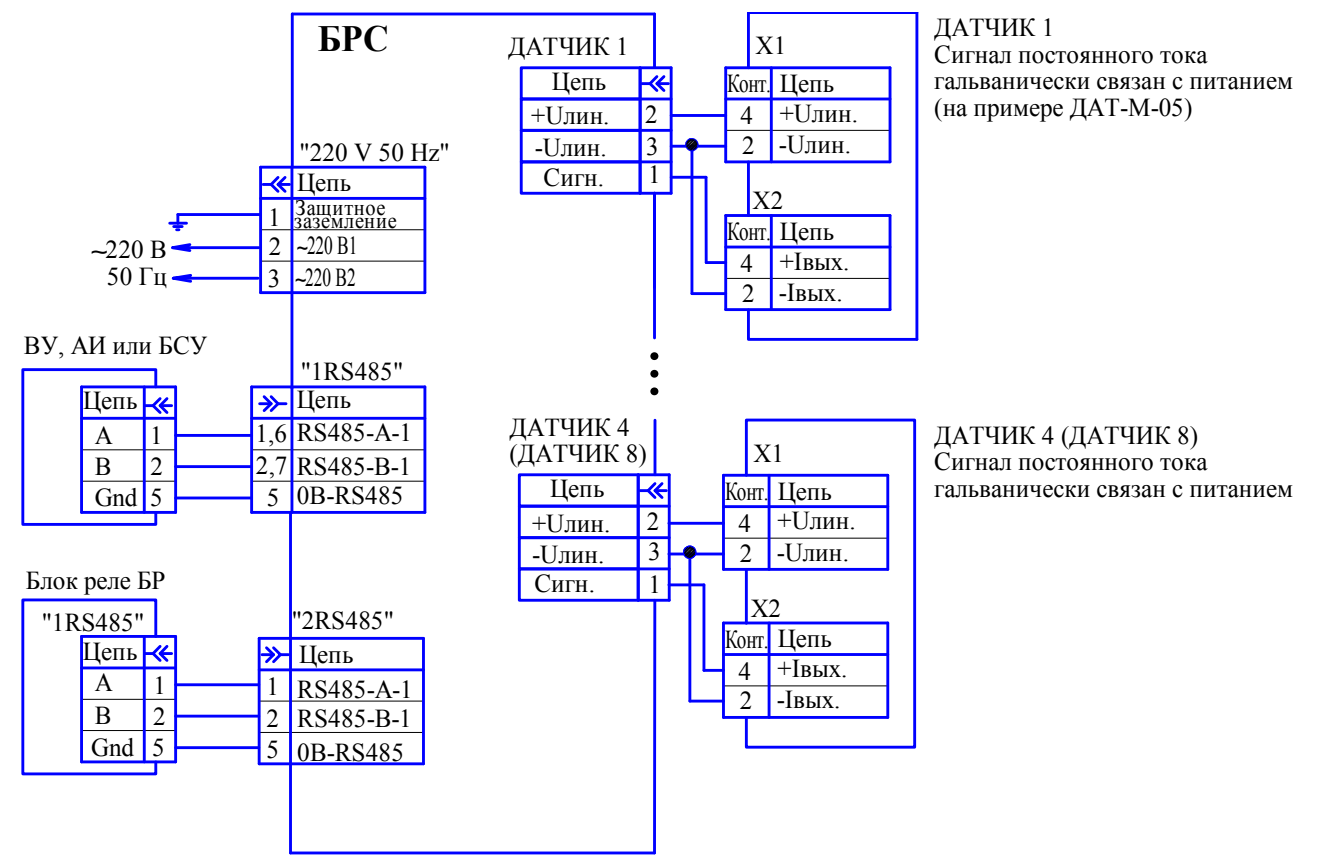 БРС
"220 V 50 Hz"
Цепь
1 Защитное заземление
2 ~220 В1
3 ~220 В2
~220 В
50 Гц
ВУ, АИ или БСУ
Цепь
A 1
B 2
Gnd 5
"1RS485"
Цепь
1,6 RS485-A-1
2,7 RS485-B-1
5 0В-RS485
Блок реле БР
"1RS485"
Цепь
A 1
B 2
Gnd 5
"2RS485"
Цепь
1 RS485-A-1
2 RS485-B-1
5 0В-RS485
ДАТЧИК 1
Цепь
+Uлин. 2
-Uлин. 3
Сигн. 1
X1
Конт. Цепь
4 +Uлин.
2 -Uлин.
X2
Конт. Цепь
4 +Iвых.
2 -Iвых.
ДАТЧИК 1
Сигнал постоянного тока
гальванически связан с питанием
(на примере ДАТ-М-05)
ДАТЧИК 4
(ДАТЧИК 8)
Цепь
+Uлин. 2
-Uлин. 3
Сигн. 1
X1
Конт. Цепь
4 +Uлин.
2 -Uлин.
X2
Конт. Цепь
4 +Iвых.
2 -Iвых.
ДАТЧИК 4 (ДАТЧИК 8)
Сигнал постоянного тока
гальванически связан с питанием